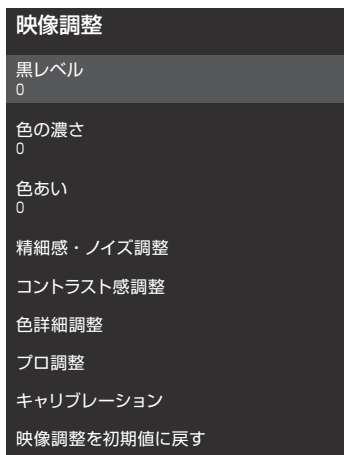 映像調整
黒レベル
0
色の濃さ
0
色あい
0
精細感・ノイズ調整
コントラスト感調整
色詳細調整
プロ調整
キャリブレーション
映像調整を初期値に戻す